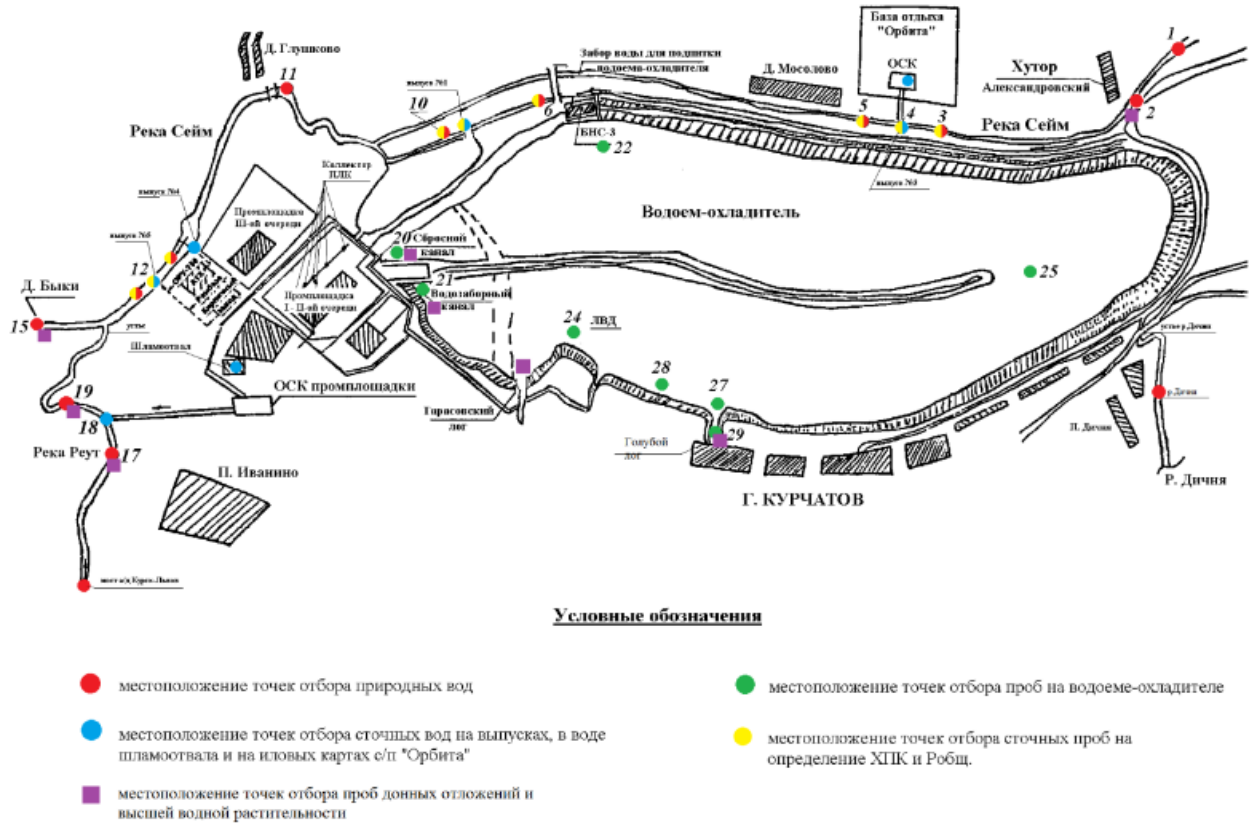 База отдыха
"Орбита"
1
Д. Глушково
Забор воды для подпитки
водоема-охладителя
ОСК
Хутор
Александровский
11
выпуск №1
Д. Мосолово
10
6
5
4
3
2
Река Сейм
Река Сейм
БНС-3
22
Коллектор
ПЛК
выпуск №3
выпуск №4
Промплощадка
III-ой очереди
Водоем-охладитель
выпуск №5
20
Сбросной
канал
12
21
25
Д. Быки
Водозаборный
канал
Промплощадка
I - II-ой очереди
15
устье
24
ЛВД
устье р. Дичня
Шламоотвал
28
27
19
ОСК промплощадки
Тарасовский
лог
р. Дичня
18
29
П. Дичня
Голубой
лог
Река Реут
17
П. Иванино
Р. Дичня
Г. КУРЧАТОВ
мост а/д Курск-Льгов
Условные обозначения
местоположение точек отбора природных вод
местоположение точек отбора проб на водоеме-охладителе
местоположение точек отбора сточных вод на выпусках, в воде
шламоотвала и на иловых картах с/п "Орбита"
местоположение точек отбора сточных проб на
определение ХПК и Робщ.
местоположение точек отбора проб донных отложений и
высшей водной растительности